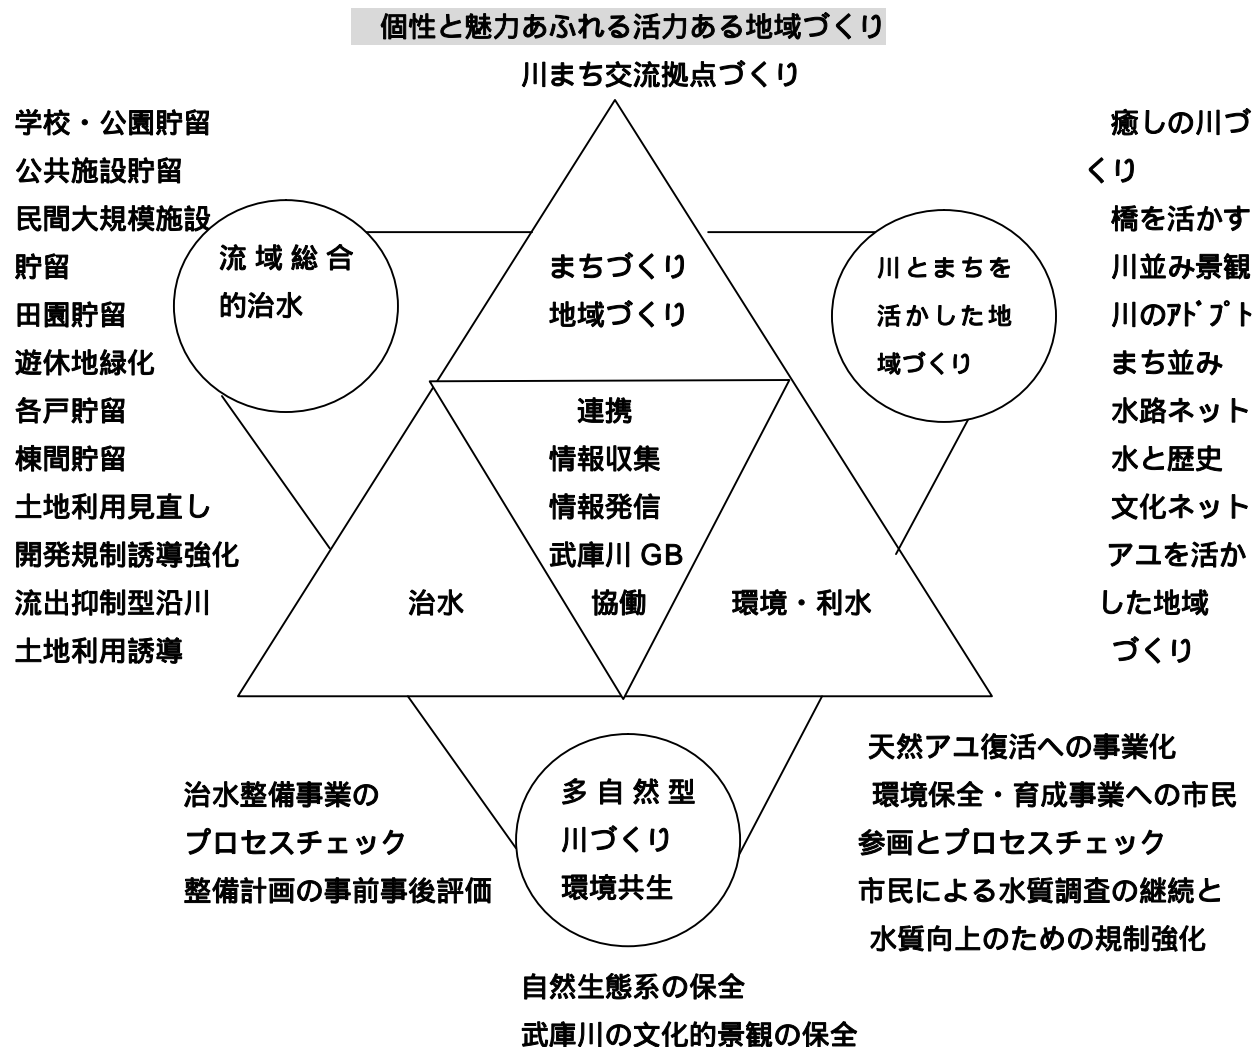 個性と魅力あふれる活力ある地域づくり
川まち交流拠点づくり
学校・公園貯留
公共施設貯留
民間大規模施設
貯留
田園貯留
遊休地緑化
各戸貯留
棟間貯留
土地利用見直し
開発規制誘導強化
流出抑制型沿川
土地利用誘導
流域総合
的治水
まちづくり
地域づくり
川とまちを
活かした地
域づくり
癒しの川づ
くり
橋を活かす
川並み景観
川のｱﾄﾞﾌﾟﾄ
まち並み
水路ネット
水と歴史
文化ネット
アユを活か
した地域
づくり
連携
情報収集
情報発信
武庫川 GB
協働
治水
環境・利水
治水整備事業の
プロセスチェック
整備計画の事前事後評価
多自然型
川づくり
環境共生
天然アユ復活への事業化
環境保全・育成事業への市民
参画とプロセスチェック
市民による水質調査の継続と
水質向上のための規制強化
自然生態系の保全
武庫川の文化的景観の保全